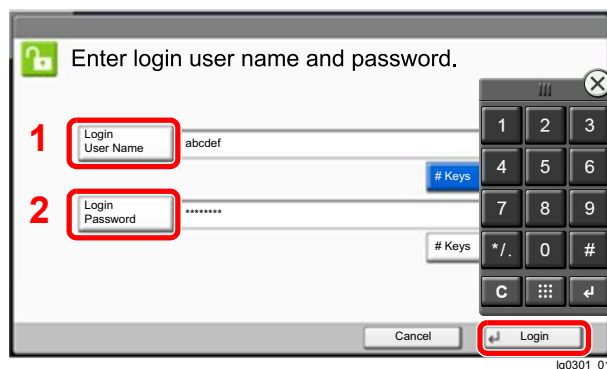 Enter login user name and password.
1
Login
User Name
abcdef
# Keys
2
Login
Password
********
# Keys
1 2 3
4 5 6
7 8 9
*/. 0 #
C
Cancel
Login
lg0301_01